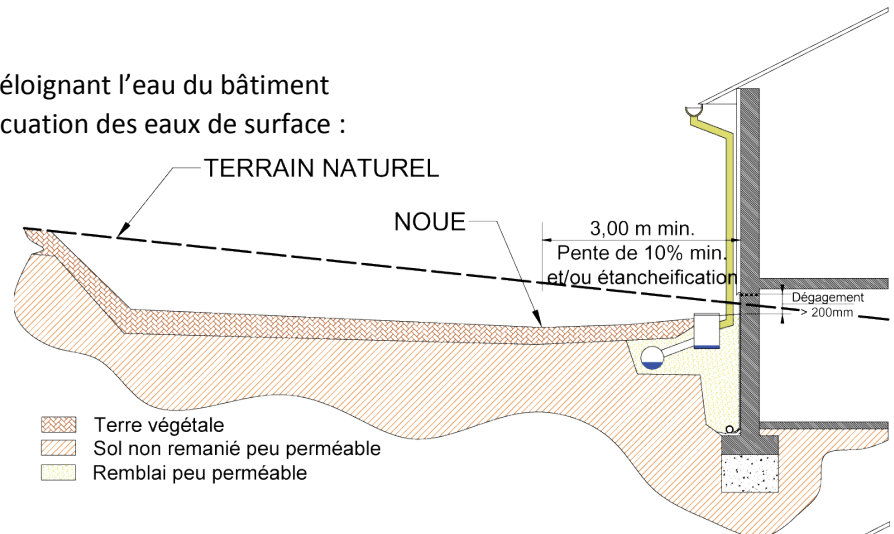 éloignant l’eau du bâtiment
cuation des eaux de surface :
TERRAIN NATUREL
NOUE
3,00 m min.
Pente de 10% min.
et/ou étancheification
Dégagement
> 200mm
Terre végétale
Sol non remanié peu perméable
Remblai peu perméable